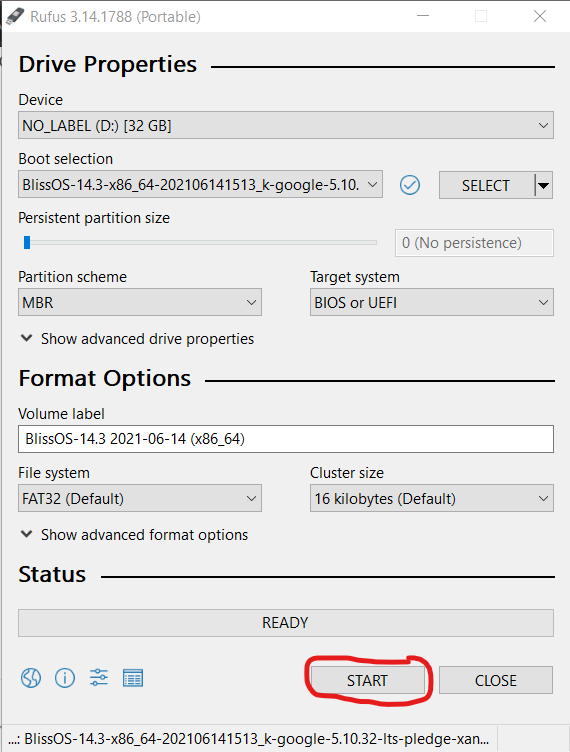 Rufus 3.14.1788 (Portable)
Drive Properties
Device
NO_LABEL (D:) [32 GB]
Boot selection
BlissOS-14.3-x86_64-202106141513_k-google-5.10.
SELECT
Persistent partition size
0 (No persistence)
Partition scheme Target system
MBR BIOS or UEFI
Show advanced drive properties
Format Options
Volume label
BlissOS-14.3 2021-06-14 (x86_64)
File system Cluster size
FAT32 (Default) 16 kilobytes (Default)
Show advanced format options
Status
READY
START CLOSE
...: BlissOS-14.3-x86_64-202106141513_k-google-5.10.32-lts-pledge-xan...